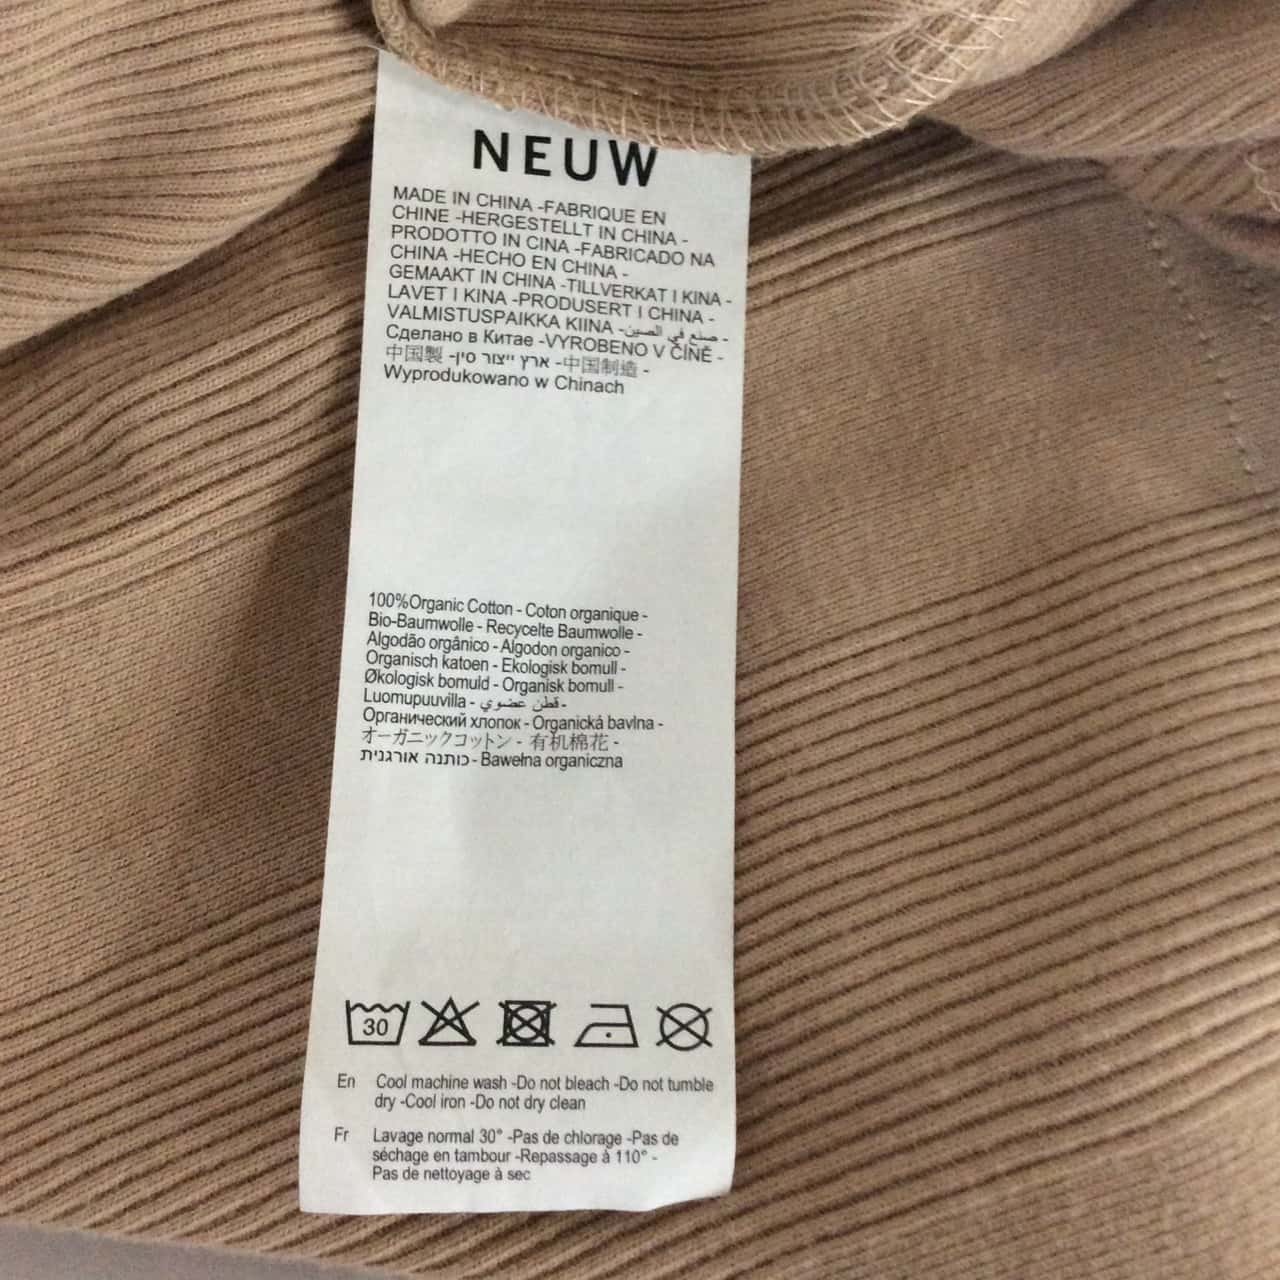 NEUW
MADE IN CHINA -FABRIQUE EN
CHINE -HERGESTELLT IN CHINA -
PRODOTTO IN CINA -FABRICADO NA
CHINA -HECHO EN CHINA -
GEMAAKT IN CHINA -TILLVERKAT I KINA -
LAVET I KINA -PRODUSERT I CHINA -
VALMISTUSPAIKKA KIINA -صنع في الصين -
Сделано в Китае -VYROBENO V ČÍNĚ -
中国製 -ארץ ייצור סין -中国制造 -
Wyprodukowano w Chinach
100%Organic Cotton - Coton organique -
Bio-Baumwolle - Recycelte Baumwolle -
Algodão orgânico - Algodon organico -
Organisch katoen - Ekologisk bomull -
Økologisk bomuld - Organisk bomull -
Luomupuuvilla - قطن عضوي -
Органический хлопок - Organická bavlna -
オーガニックコットン - 有机棉花 -
כותנה אורגנית - Bawełna organiczna
30
En Cool machine wash -Do not bleach -Do not tumble
dry -Cool iron -Do not dry clean
Fr Lavage normal 30° -Pas de chlorage -Pas de
séchage en tambour -Repassage à 110° -
Pas de nettoyage à sec